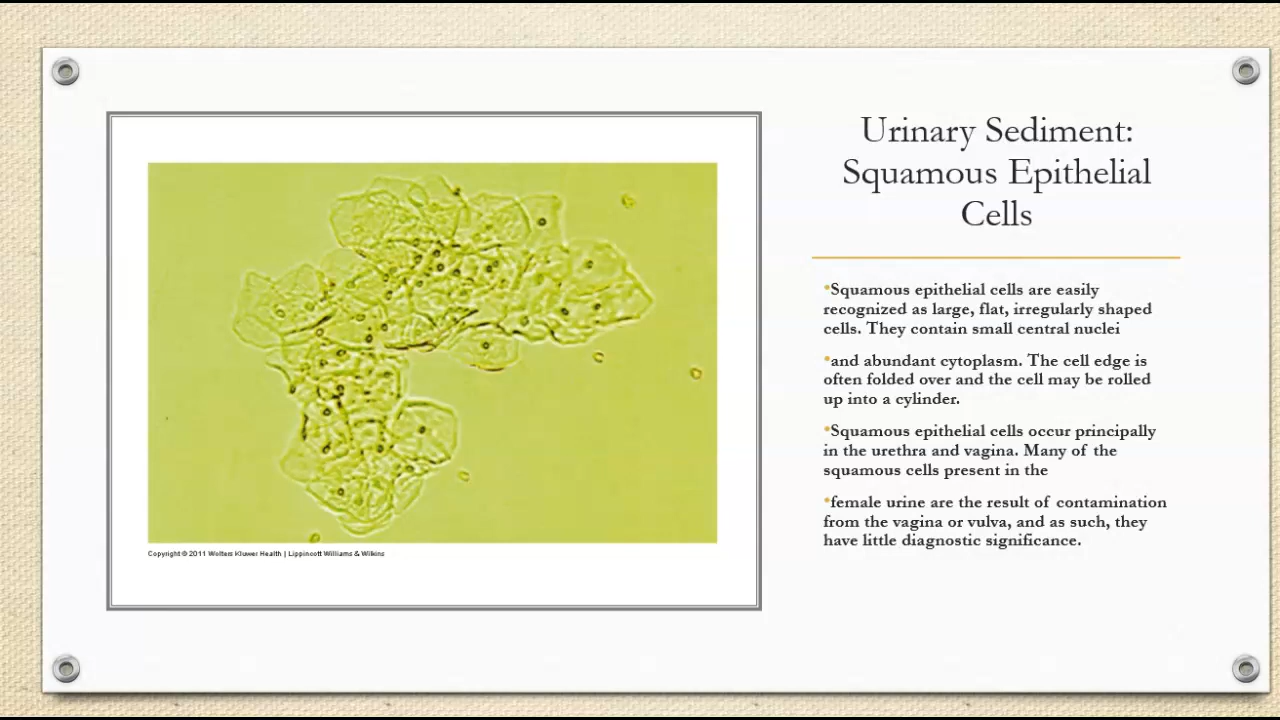 Urinary Sediment:
Squamous Epithelial
Cells
•Squamous epithelial cells are easily
recognized as large, flat, irregularly shaped
cells. They contain small central nuclei
•and abundant cytoplasm. The cell edge is
often folded over and the cell may be rolled
up into a cylinder.
•Squamous epithelial cells occur principally
in the urethra and vagina. Many of the
squamous cells present in the
•female urine are the result of contamination
from the vagina or vulva, and as such, they
have little diagnostic significance.
Copyright © 2011 Wolters Kluwer Health | Lippincott Williams & Wilkins